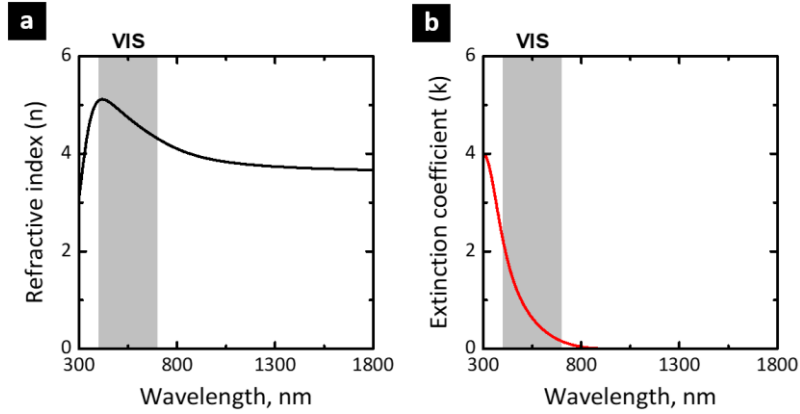 a
VIS
6
4
2
0
300 800 1300 1800
Refractive index (n)
Wavelength, nm
b
VIS
6
4
2
0
300 800 1300 1800
Extinction coefficient (k)
Wavelength, nm